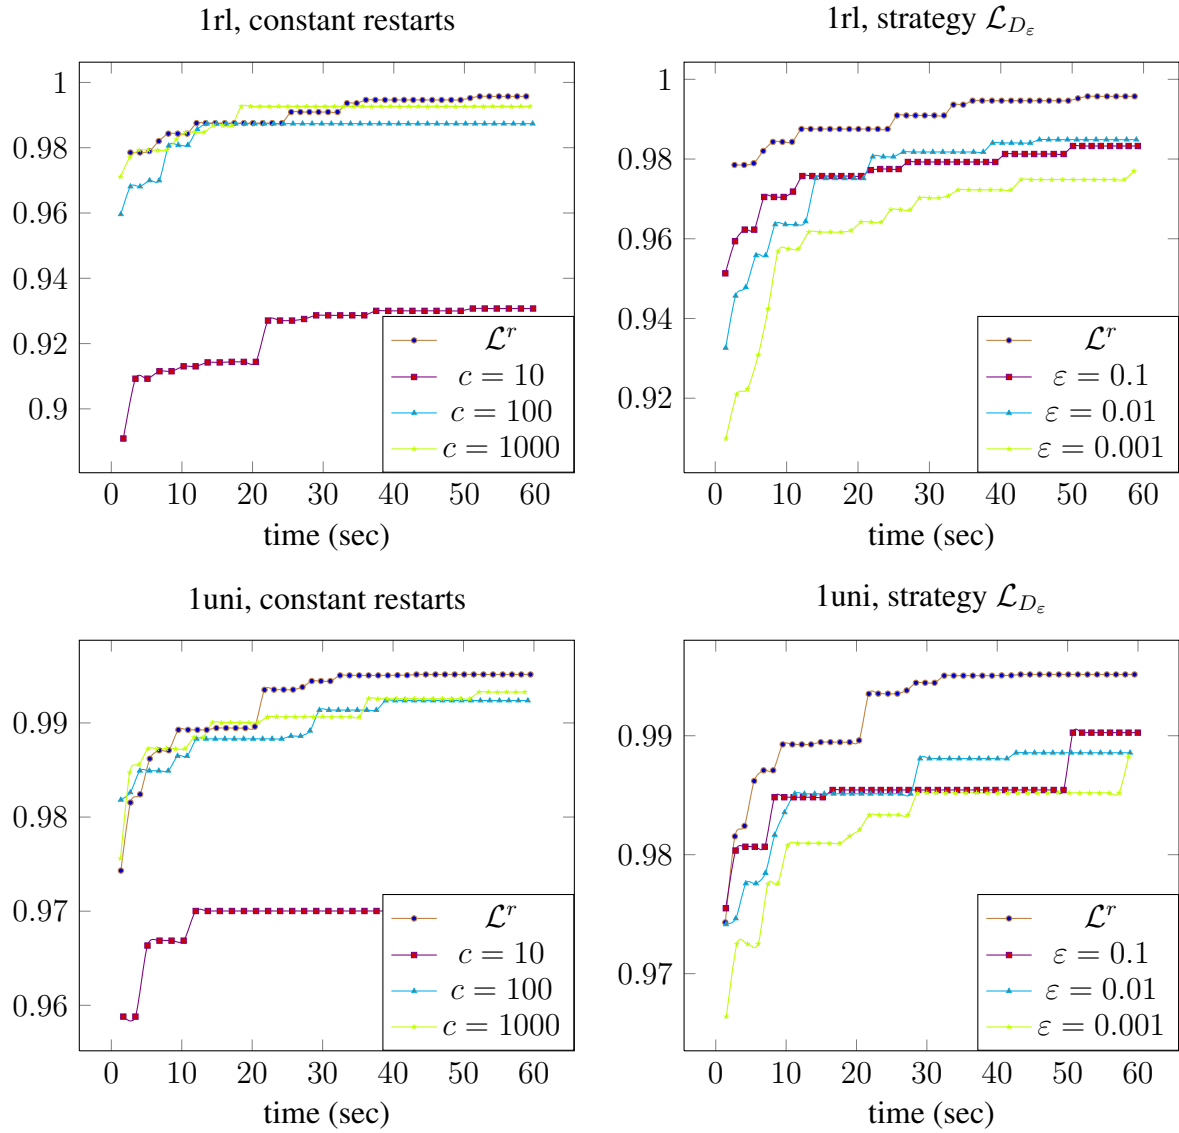 1rl, constant restarts
1
0.98
0.96
0.94
0.92
0.9
0 10 20 30 40 50 60
time (sec)
ℒ^r
c = 10
c = 100
c = 1000
1rl, strategy ℒ_{D_ε}
1
0.98
0.96
0.94
0.92
0 10 20 30 40 50 60
time (sec)
ℒ^r
ε = 0.1
ε = 0.01
ε = 0.001
1uni, constant restarts
0.99
0.98
0.97
0.96
0 10 20 30 40 50 60
time (sec)
ℒ^r
c = 10
c = 100
c = 1000
1uni, strategy ℒ_{D_ε}
0.99
0.98
0.97
0 10 20 30 40 50 60
time (sec)
ℒ^r
ε = 0.1
ε = 0.01
ε = 0.001